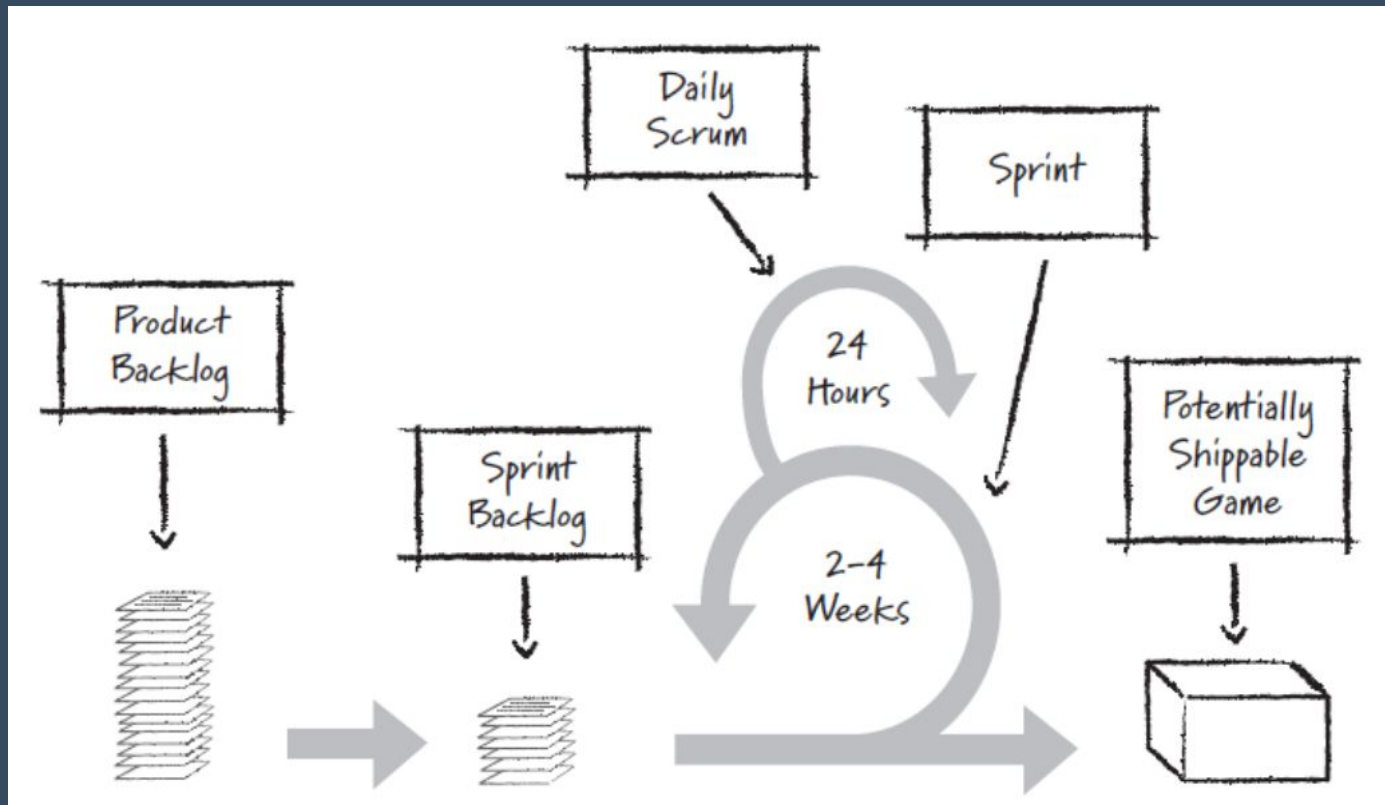 Daily
Scrum
Sprint
Product
Backlog
24
Hours
Potentially
Shippable
Game
Sprint
Backlog
2–4
Weeks